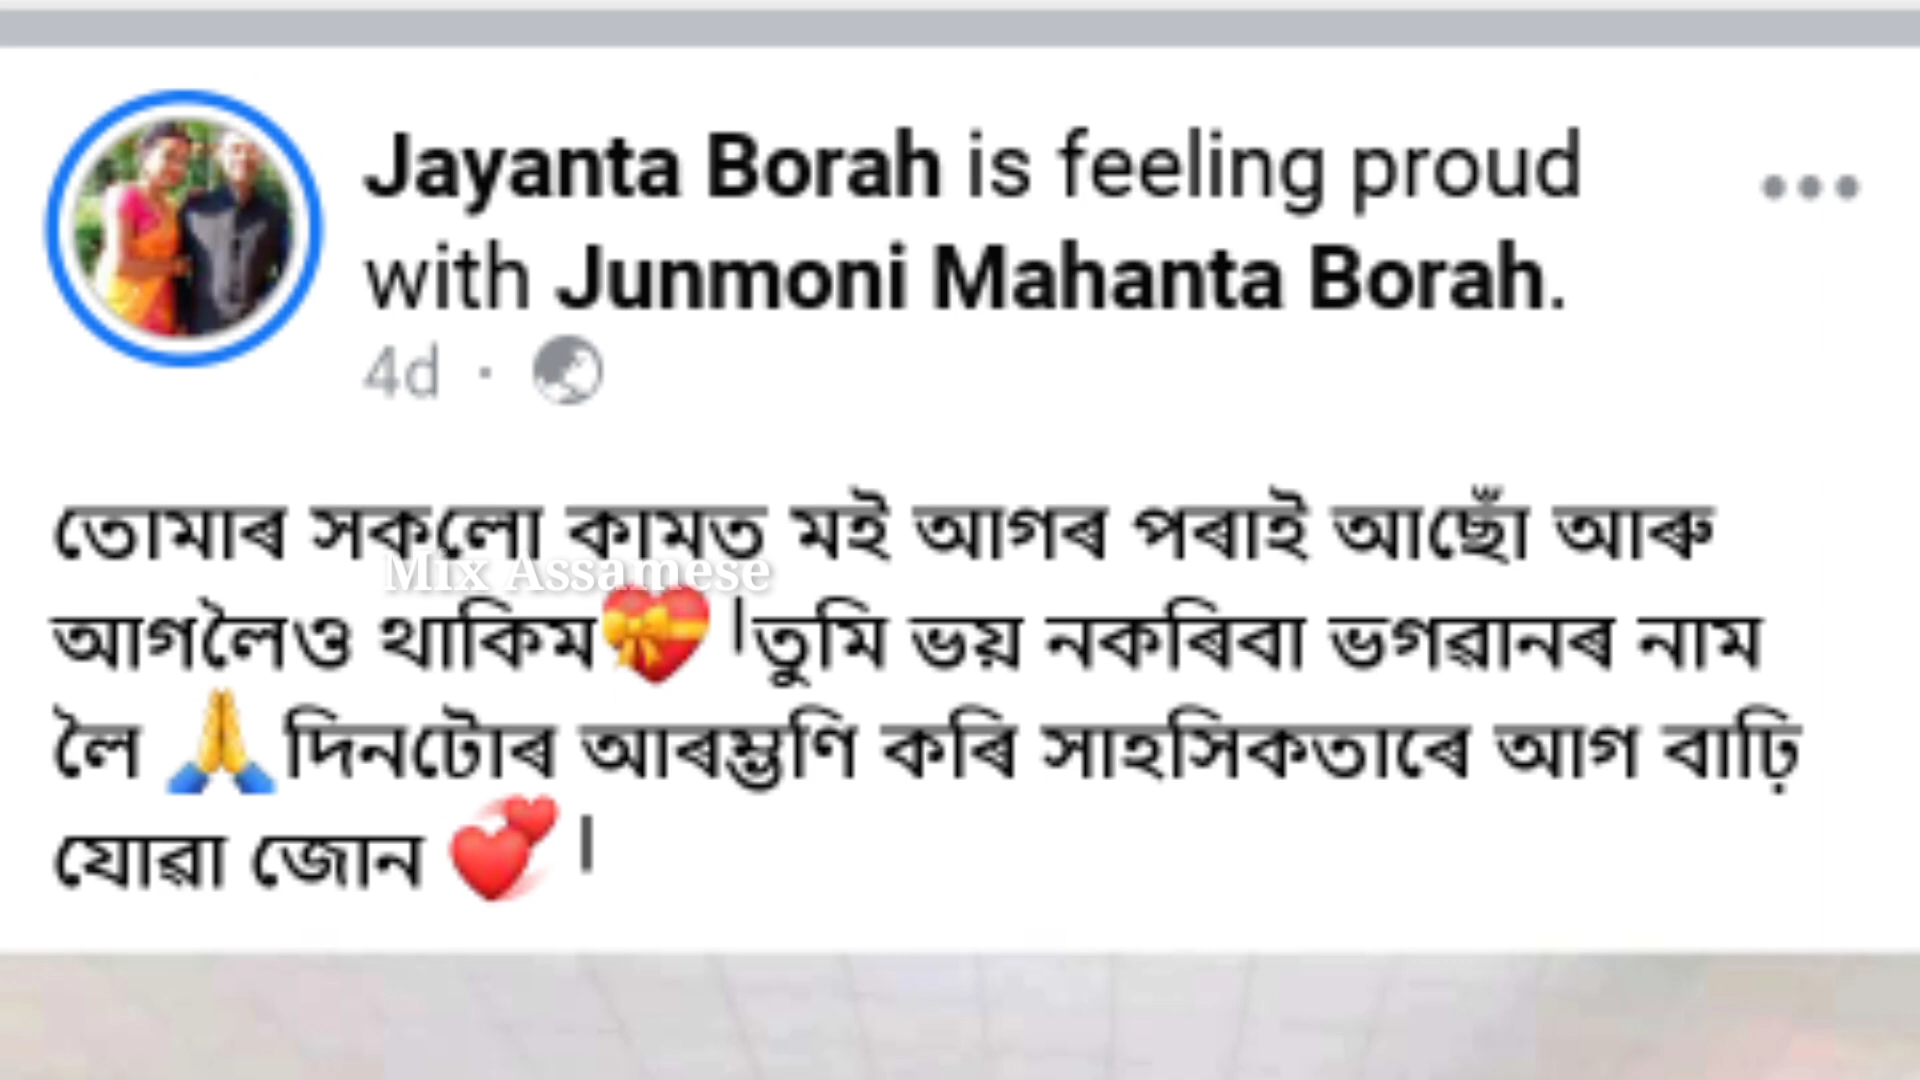 Jayanta Borah is feeling proud
with Junmoni Mahanta Borah.
4d ·
তোমাৰ সকলো কামত মই আগৰ পৰাই আছোঁ আৰু
Mix Assamese
আগলৈও থাকিম💝 ।তুমি ভয় নকৰিবা ভগৱানৰ নাম
লৈ 🙏দিনটোৰ আৰম্ভণি কৰি সাহসিকতাৰে আগ বাঢ়ি
যোৱা জোন 💞 ।